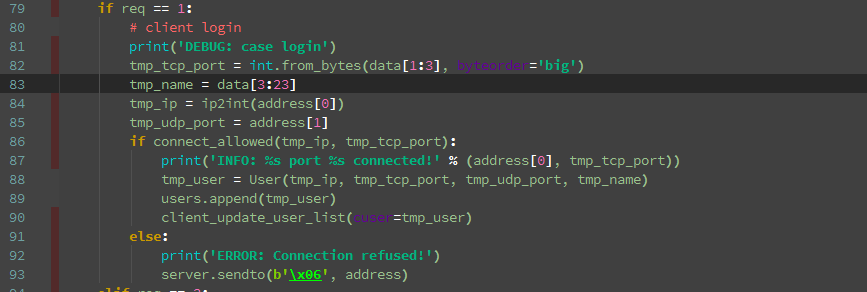 79 if req == 1:
80 # client login
81 print('DEBUG: case login')
82 tmp_tcp_port = int.from_bytes(data[1:3], byteorder='big')
83 tmp_name = data[3:23]
84 tmp_ip = ip2int(address[0])
85 tmp_udp_port = address[1]
86 if connect_allowed(tmp_ip, tmp_tcp_port):
87 print('INFO: %s port %s connected!' % (address[0], tmp_tcp_port))
88 tmp_user = User(tmp_ip, tmp_tcp_port, tmp_udp_port, tmp_name)
89 users.append(tmp_user)
90 client_update_user_list(cuser=tmp_user)
91 else:
92 print('ERROR: Connection refused!')
93 server.sendto(b'\x06', address)